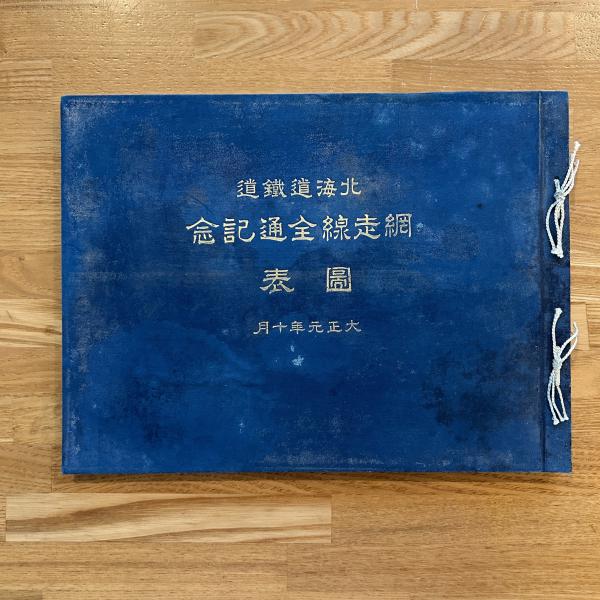 北海道鐵道
網走線全通記念
圖表
大正元年十月